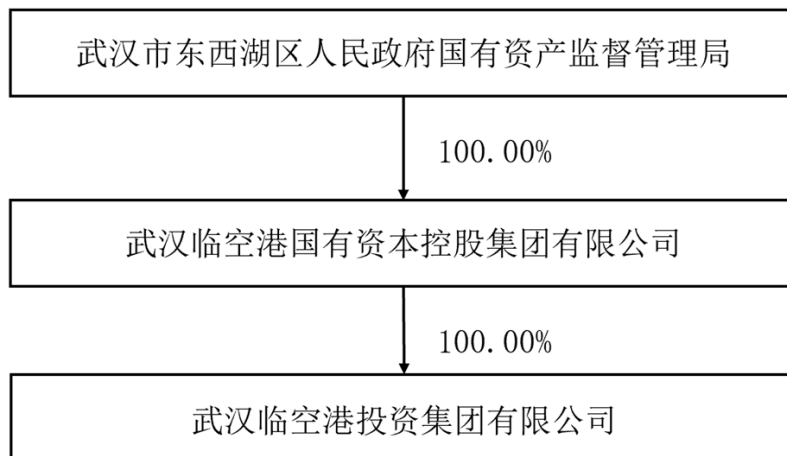 武汉市东西湖区人民政府国有资产监督管理局
100.00%
武汉临空港国有资本控股集团有限公司
100.00%
武汉临空港投资集团有限公司